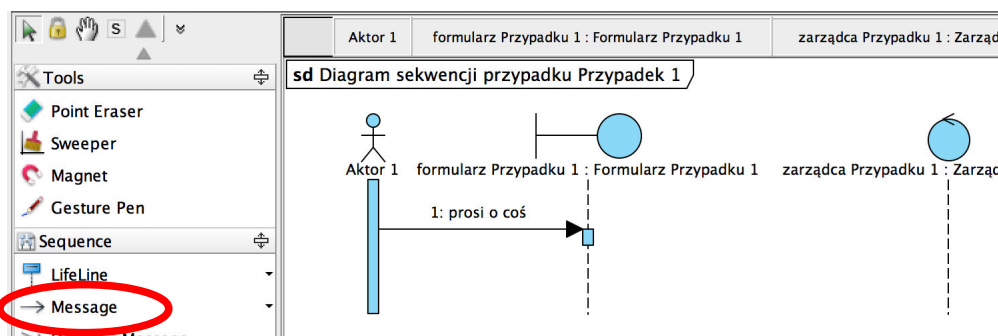 S
Aktor 1
formularz Przypadku 1 : Formularz Przypadku 1
zarządca Przypadku 1 : Zarząd
Tools
sd Diagram sekwencji przypadku Przypadek 1
Point Eraser
Sweeper
Magnet
Gesture Pen
Aktor 1
formularz Przypadku 1 : Formularz Przypadku 1
zarządca Przypadku 1 : Zarząd
1: prosi o coś
Sequence
LifeLine
Message